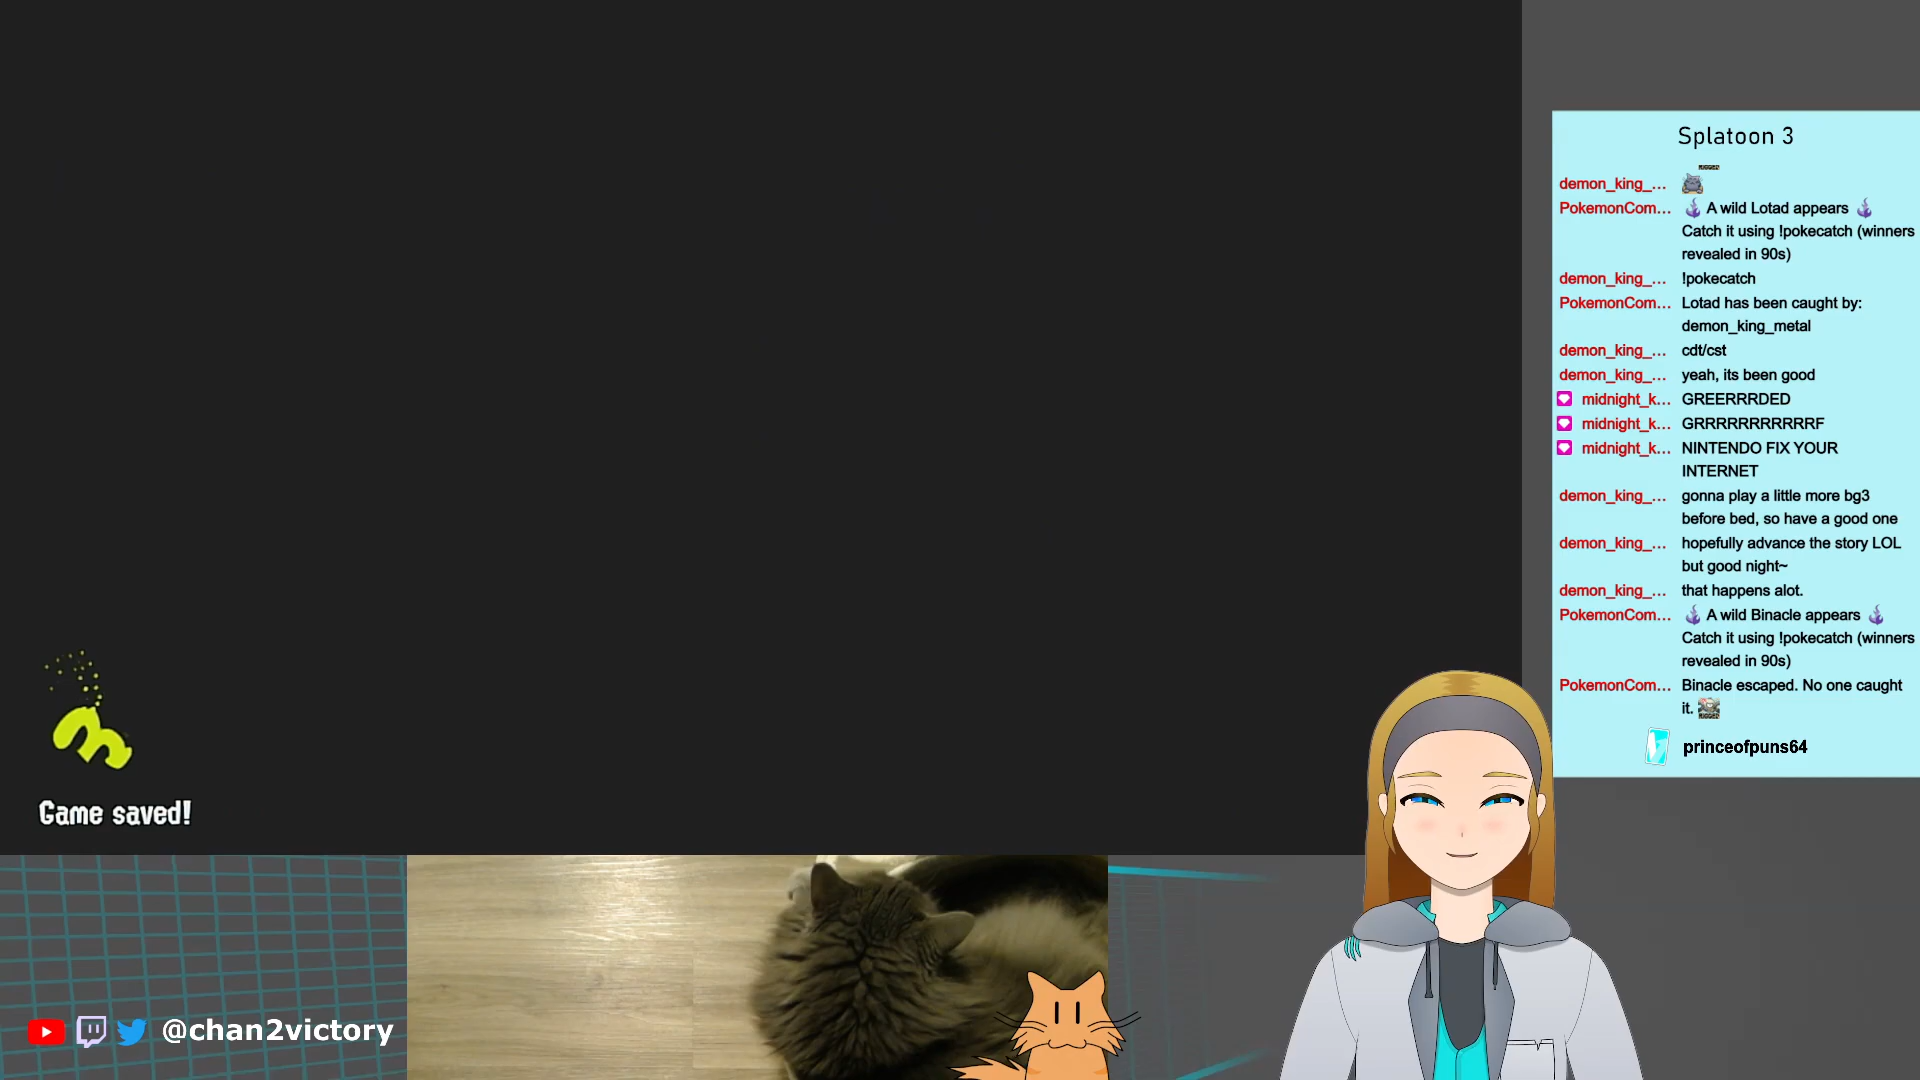 Splatoon 3
demon_king_...
PokemonCom... A wild Lotad appears
Catch it using !pokecatch (winners
revealed in 90s)
demon_king_... !pokecatch
PokemonCom... Lotad has been caught by:
demon_king_metal
demon_king_... cdt/cst
demon_king_... yeah, its been good
midnight_k... GREERRRDED
midnight_k... GRRRRRRRRRRRF
midnight_k... NINTENDO FIX YOUR
INTERNET
demon_king_... gonna play a little more bg3
before bed, so have a good one
demon_king_... hopefully advance the story LOL
but good night~
demon_king_... that happens alot.
PokemonCom... A wild Binacle appears
Catch it using !pokecatch (winners
revealed in 90s)
PokemonCom... Binacle escaped. No one caught
it.
princeofpuns64
Game saved!
@chan2victory